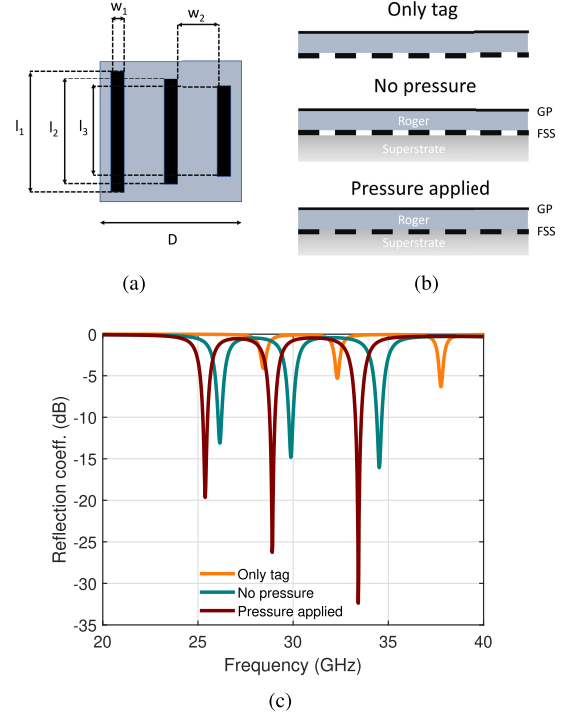 w1
w2
l1
l2
l3
D
(a)
Only tag
No pressure
GP
Roger
FSS
Superstrate
Pressure applied
GP
Roger
FSS
Superstrate
(b)
0
-5
-10
-15
-20
-25
-30
-35
Reflection coeff. (dB)
Only tag
No pressure
Pressure applied
20
25
30
35
40
Frequency (GHz)
(c)